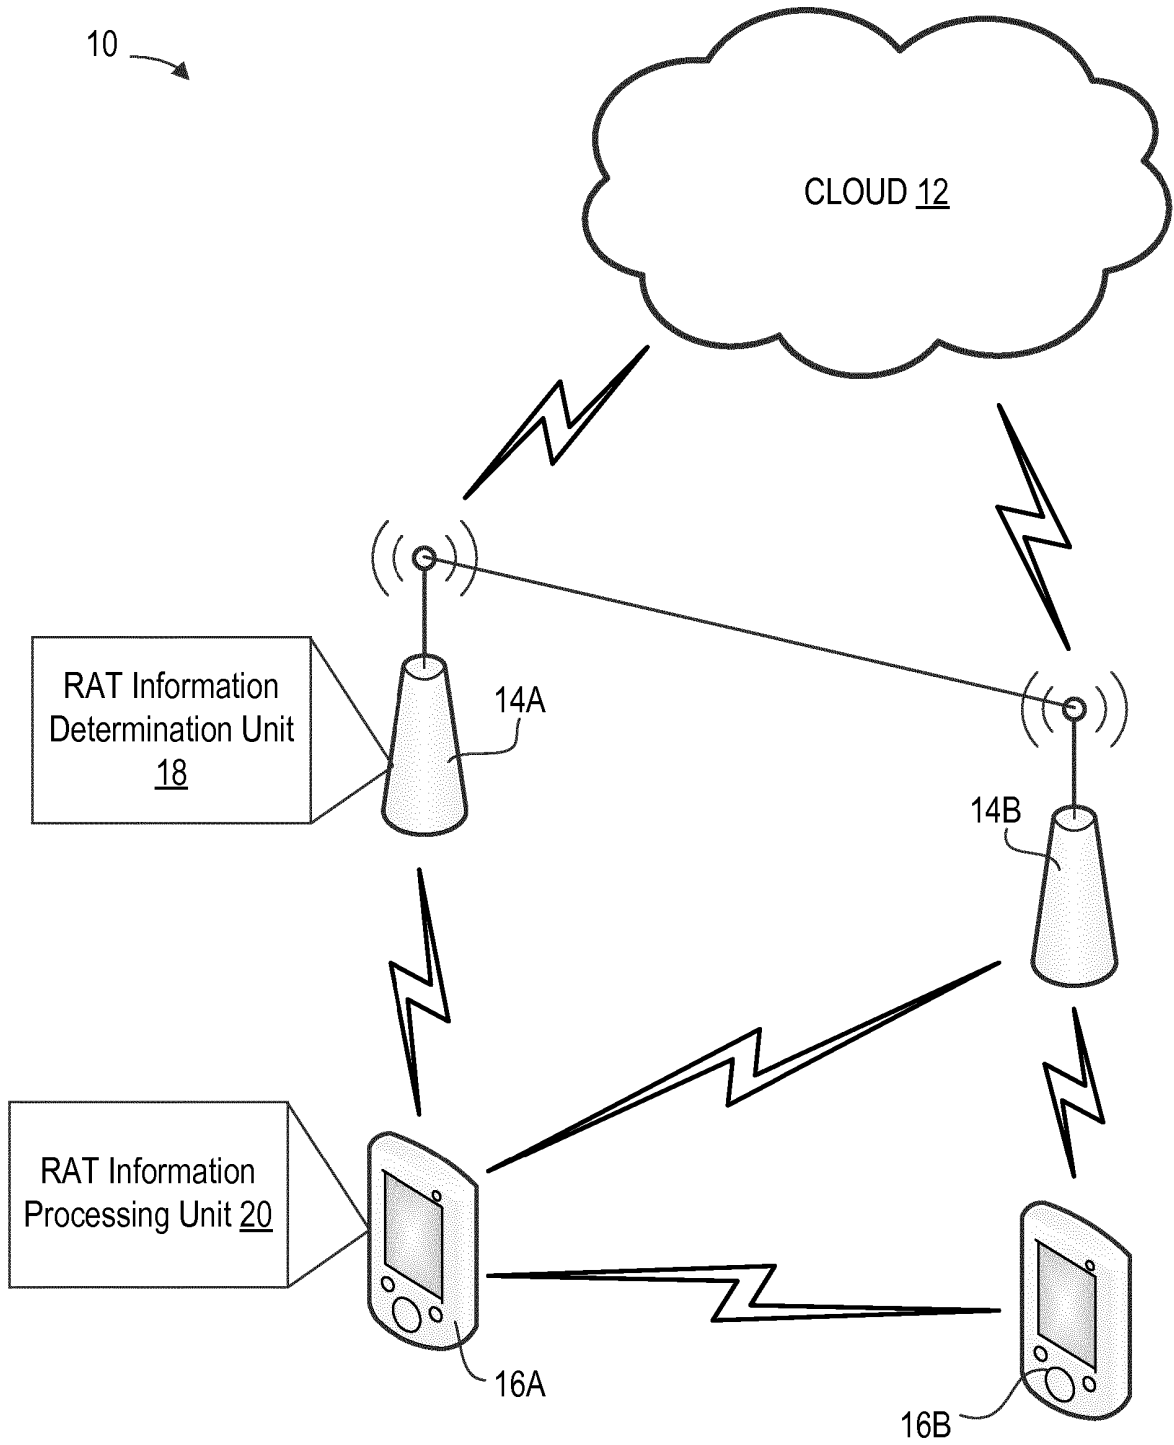 10
CLOUD 12
RAT Information
Determination Unit
18
14A
14B
RAT Information
Processing Unit 20
16A
16B